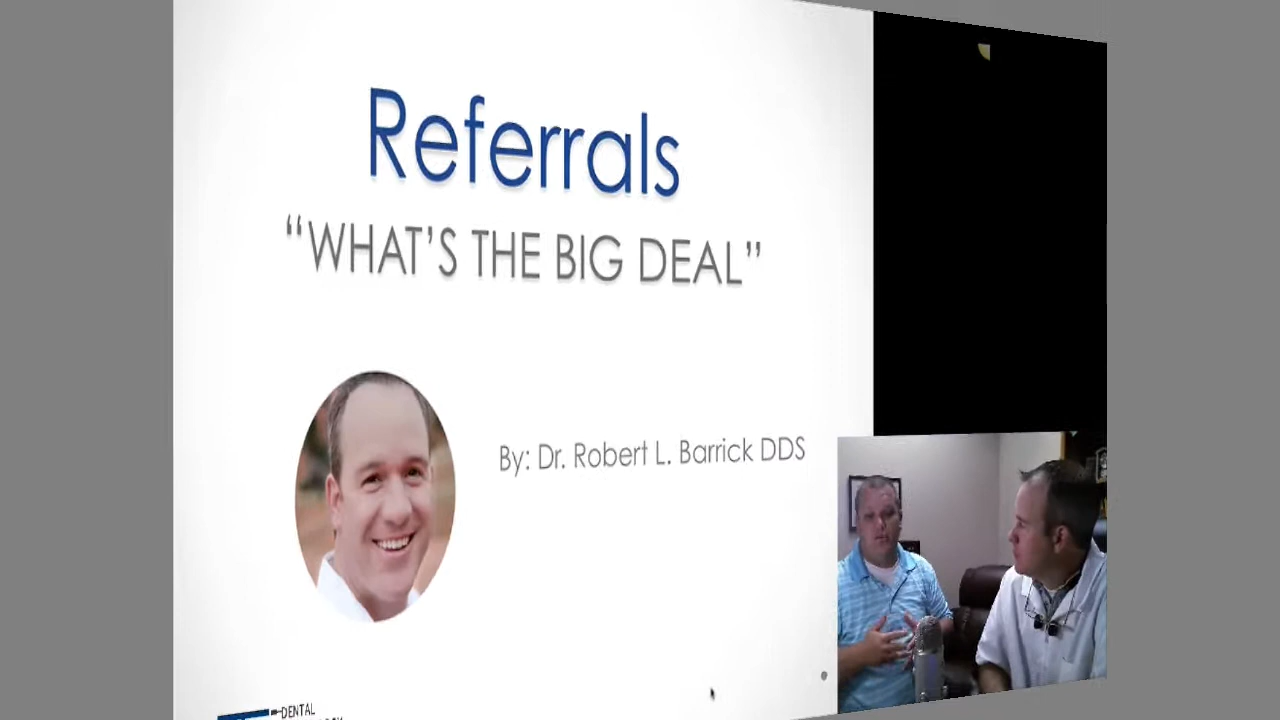 Referrals
“WHAT’S THE BIG DEAL”
By: Dr. Robert L. Barrick DDS
DENTAL